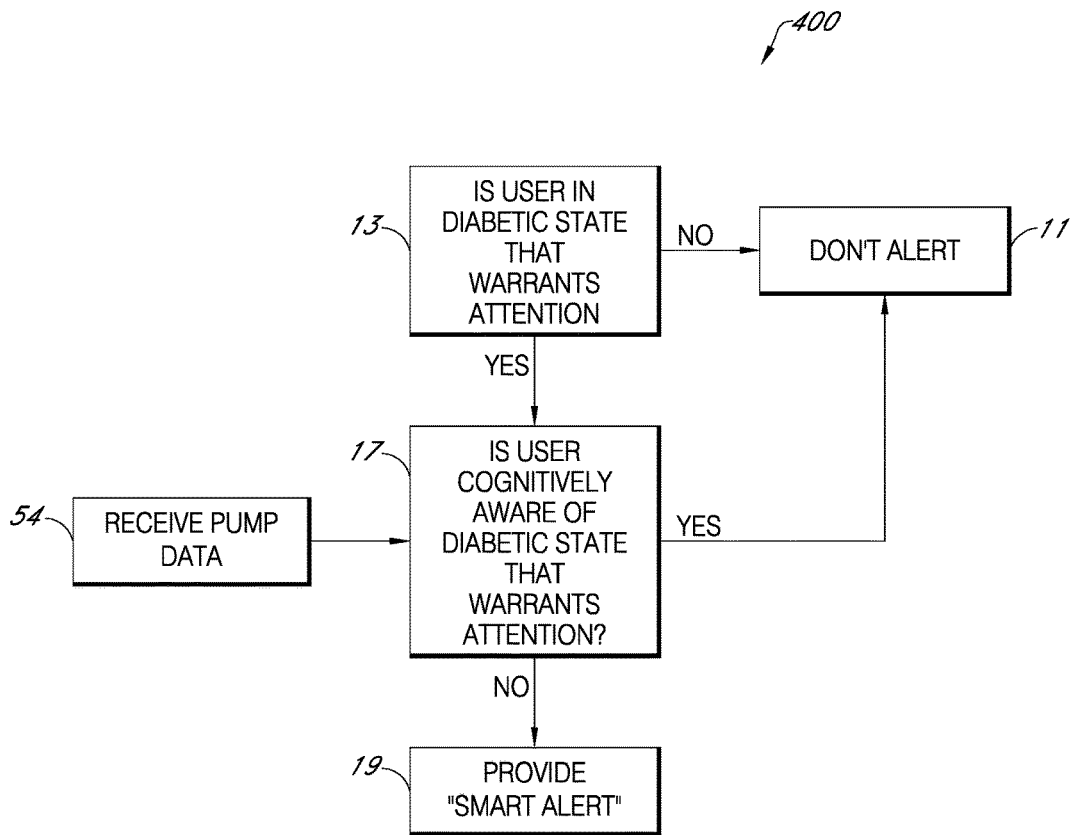 400
13
IS USER IN
DIABETIC STATE
THAT
WARRANTS
ATTENTION
NO
DON'T ALERT
11
YES
17
IS USER
COGNITIVELY
AWARE OF
DIABETIC STATE
THAT
WARRANTS
ATTENTION?
YES
54
RECEIVE PUMP
DATA
NO
19
PROVIDE
"SMART ALERT"